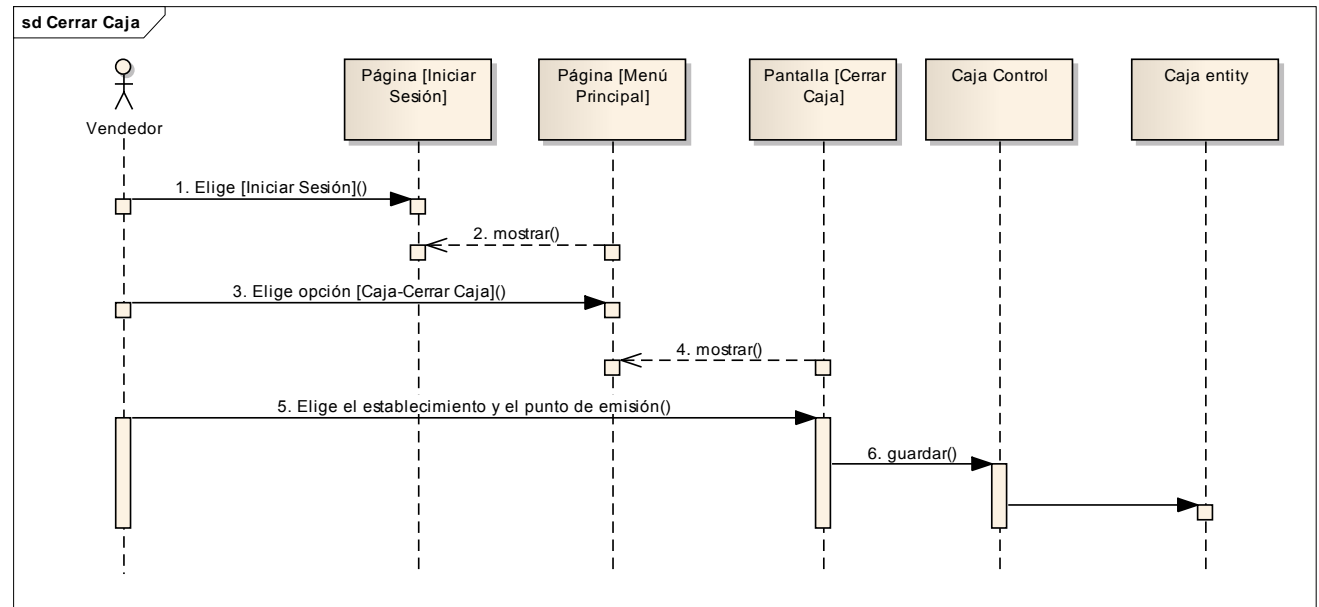 sd Cerrar Caja
Vendedor
Página [Iniciar
Sesión]
Página [Menú
Principal]
Pantalla [Cerrar
Caja]
Caja Control
Caja entity
1. Elige [Iniciar Sesión]()
2. mostrar()
3. Elige opción [Caja-Cerrar Caja]()
4. mostrar()
5. Elige el establecimiento y el punto de emisión()
6. guardar()